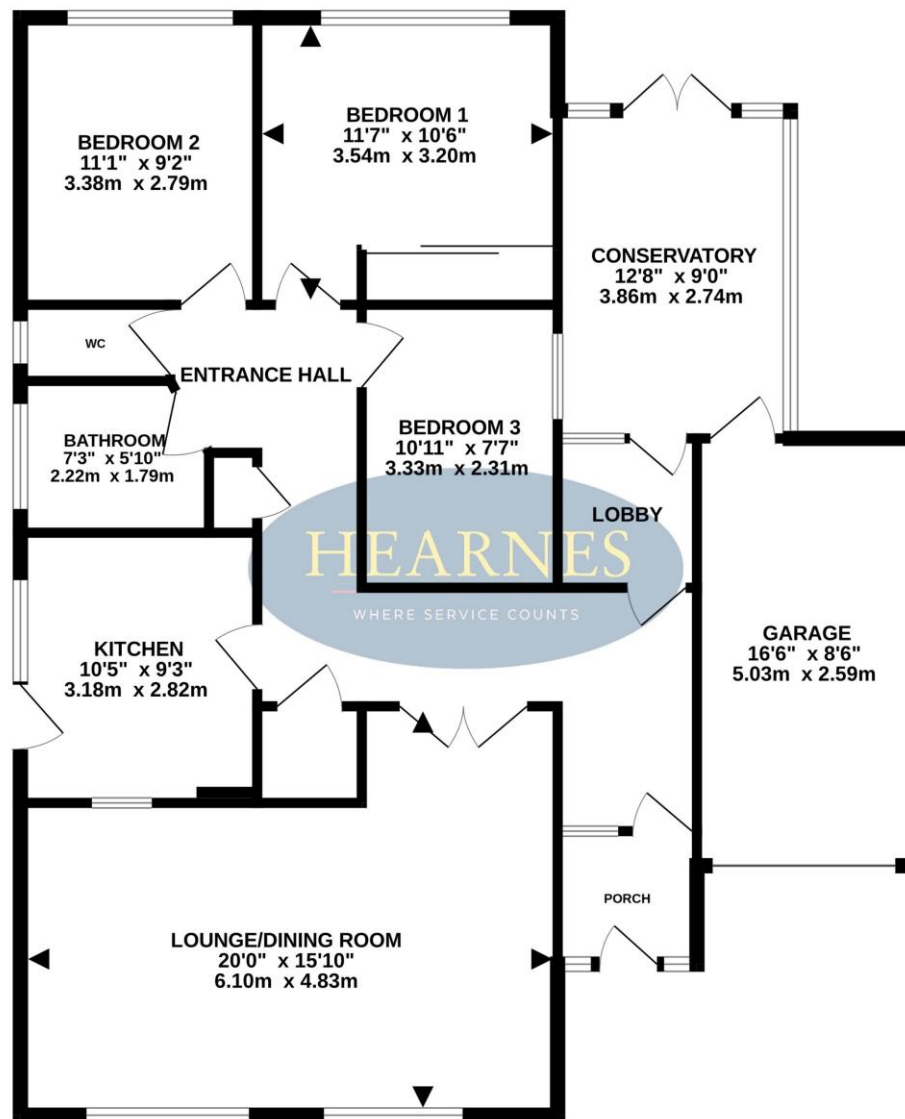 BEDROOM 2
11'1" x 9'2"
3.38m x 2.79m
BEDROOM 1
11'7" x 10'6"
3.54m x 3.20m
CONSERVATORY
12'8" x 9'0"
3.86m x 2.74m
WC
ENTRANCE HALL
BATHROOM
7'3" x 5'10"
2.22m x 1.79m
BEDROOM 3
10'11" x 7'7"
3.33m x 2.31m
LOBBY
HEARNES
WHERE SERVICE COUNTS
KITCHEN
10'5" x 9'3"
3.18m x 2.82m
GARAGE
16'6" x 8'6"
5.03m x 2.59m
PORCH
LOUNGE/DINING ROOM
20'0" x 15'10"
6.10m x 4.83m